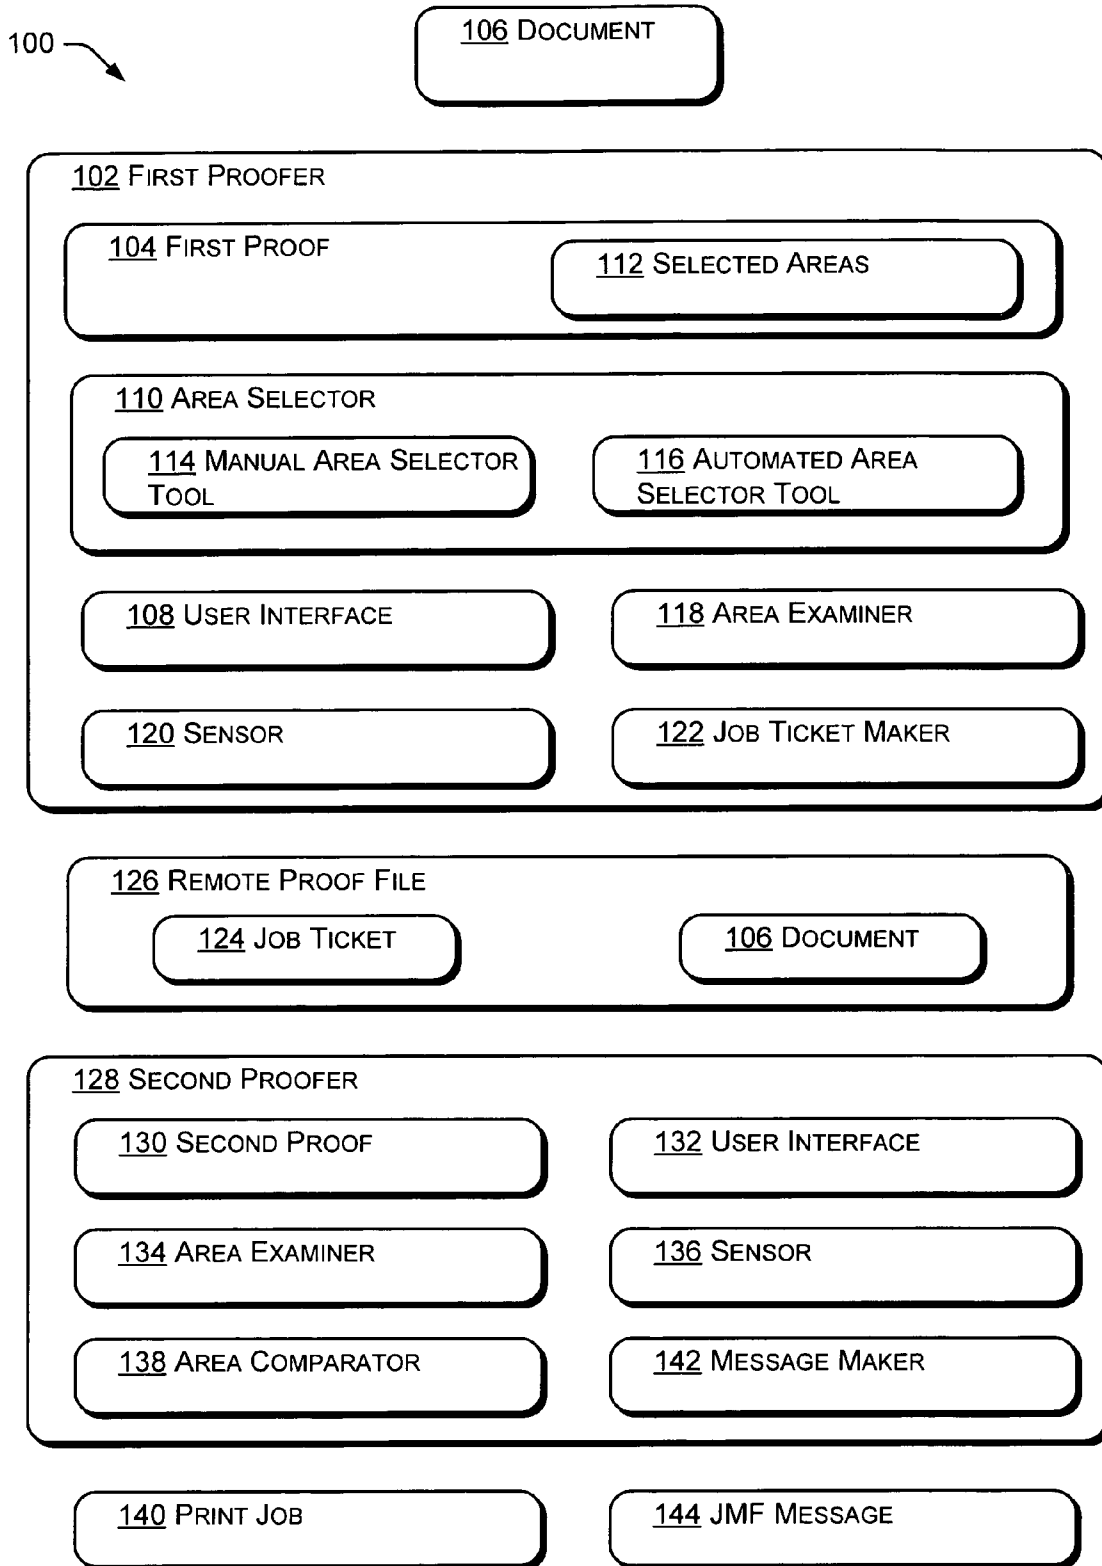 100
106 DOCUMENT
102 FIRST PROOFER
104 FIRST PROOF
112 SELECTED AREAS
110 AREA SELECTOR
114 MANUAL AREA SELECTOR
TOOL
116 AUTOMATED AREA
SELECTOR TOOL
108 USER INTERFACE
118 AREA EXAMINER
120 SENSOR
122 JOB TICKET MAKER
126 REMOTE PROOF FILE
124 JOB TICKET
106 DOCUMENT
128 SECOND PROOFER
130 SECOND PROOF
132 USER INTERFACE
134 AREA EXAMINER
136 SENSOR
138 AREA COMPARATOR
142 MESSAGE MAKER
140 PRINT JOB
144 JMF MESSAGE